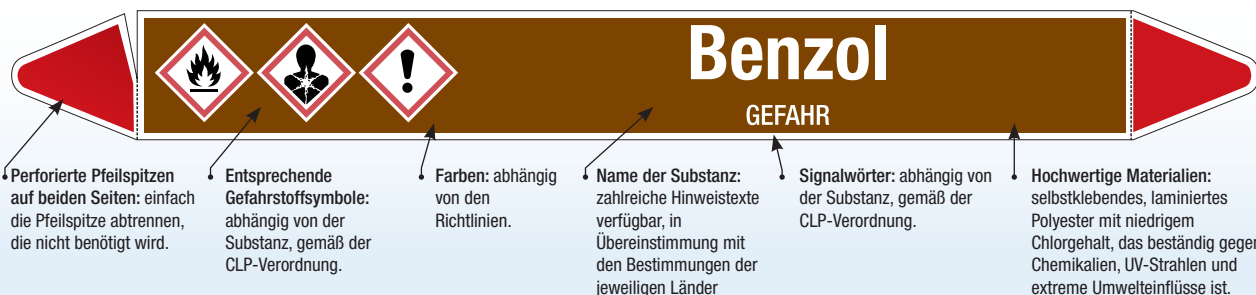 Benzol
GEFAHR
Perforierte Pfeilspitzen
auf beiden Seiten: einfach
die Pfeilspitze abtrennen,
die nicht benötigt wird.
Entsprechende
Gefahrstoffsymbole:
abhängig von der
Substanz, gemäß der
CLP-Verordnung.
Farben: abhängig
von den
Richtlinien.
Name der Substanz:
zahlreiche Hinweistexte
verfügbar, in
Übereinstimmung mit
den Bestimmungen der
jeweiligen Länder
Signalwörter: abhängig von
der Substanz, gemäß der
CLP-Verordnung.
Hochwertige Materialien:
selbstklebendes, laminiertes
Polyester mit niedrigem
Chlorgehalt, das beständig gegen
Chemikalien, UV-Strahlen und
extreme Umwelteinflüsse ist.